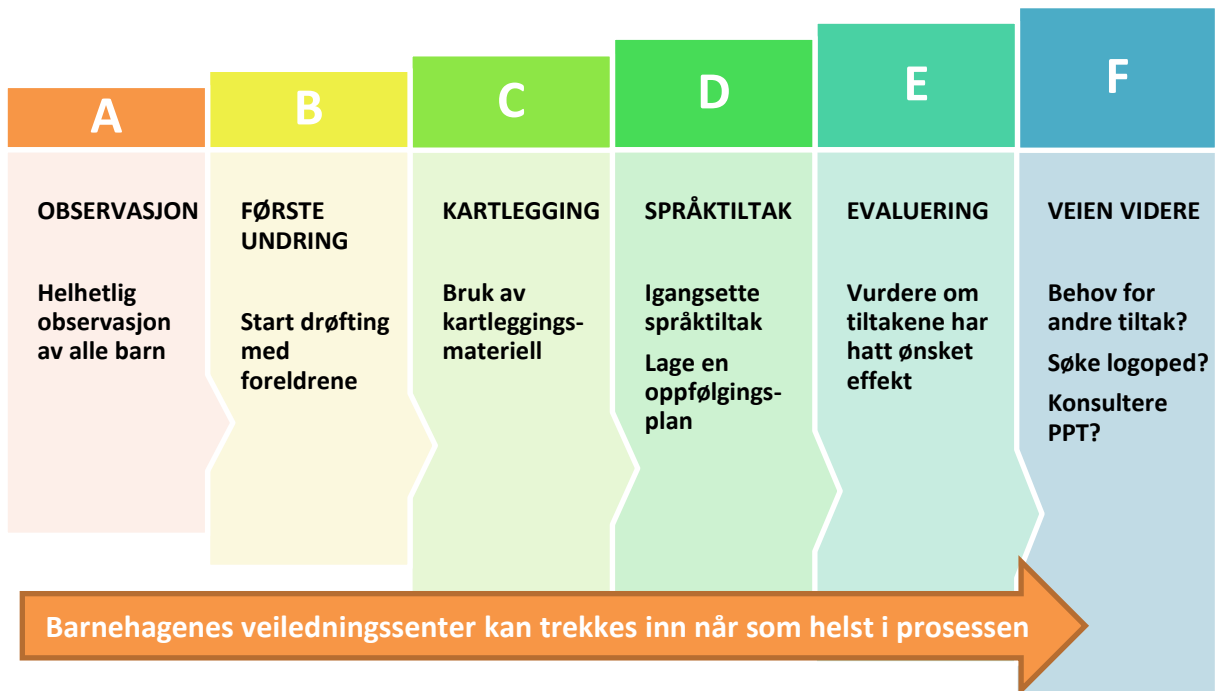 A
OBSERVASJON
Helhetlig
observasjon
av alle barn
B
FØRSTE
UNDRING
Start drøfting
med
foreldrene
C
KARTLEGGING
Bruk av
kartleggings-
materiell
D
SPRÅKTILTAK
Igangsette
språktiltak
Lage en
oppfølgings-
plan
E
EVALUERING
Vurdere om
tiltakene har
hatt ønsket
effekt
F
VEIEN VIDERE
Behov for
andre tiltak?
Søke logoped?
Konsultere
PPT?
Barnehagenes veiledningssenter kan trekkes inn når som helst i prosessen